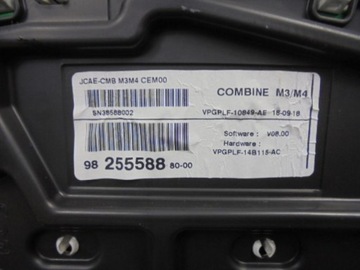 JCAE-CMB M3M4 CEM00
COMBINE M3/M4
SN38588002
VPGPLF-10849-AE 18-09-18
Software : v06.00
Hardware :
VPGPLF-14B115-AC
98 255588 80-00